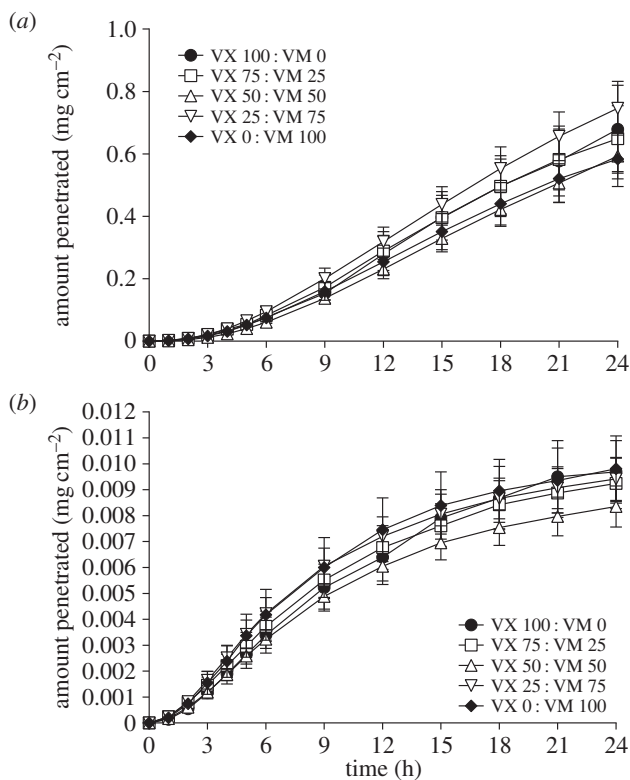 (a)
1.0
0.8
0.6
0.4
0.2
0
amount penetrated (mg cm−2)
VX 100 : VM 0
VX 75 : VM 25
VX 50 : VM 50
VX 25 : VM 75
VX 0 : VM 100
0 3 6 9 12 15 18 21 24
(b)
0.012
0.011
0.010
0.009
0.008
0.007
0.006
0.005
0.004
0.003
0.002
0.001
0
amount penetrated (mg cm−2)
VX 100 : VM 0
VX 75 : VM 25
VX 50 : VM 50
VX 25 : VM 75
VX 0 : VM 100
0 3 6 9 12 15 18 21 24
time (h)